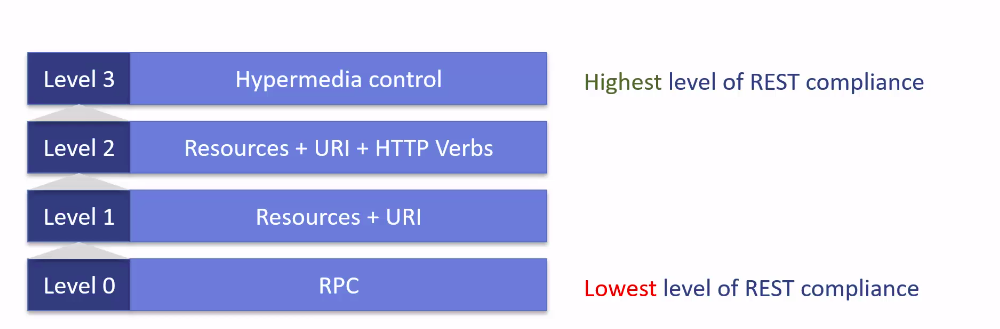 Level 3 Hypermedia control Highest level of REST compliance
Level 2 Resources + URI + HTTP Verbs
Level 1 Resources + URI
Level 0 RPC Lowest level of REST compliance